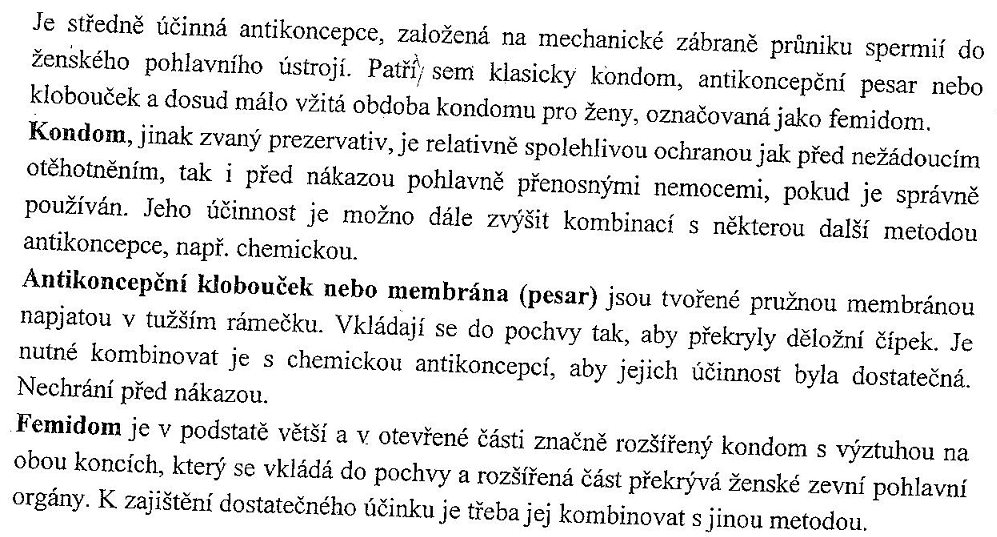 Je středně účinná antikoncepce, založená na mechanické zábraně průniku spermií do
ženského pohlavního ústrojí. Patří sem klasicky kondom, antikoncepční pesar nebo
klobouček a dosud málo vžitá obdoba kondomu pro ženy, označovaná jako femidom.
Kondom, jinak zvaný prezervativ, je relativně spolehlivou ochranou jak před nežádoucím
otěhotněním, tak i před nákazou pohlavně přenosnými nemocemi, pokud je správně
používán. Jeho účinnost je možno dále zvýšit kombinací s některou další metodou
antikoncepce, např. chemickou.
Antikoncepční klobouček nebo membrána (pesar) jsou tvořené pružnou membránou
napjatou v tužším rámečku. Vkládají se do pochvy tak, aby překryly děložní čípek. Je
nutné kombinovat je s chemickou antikoncepcí, aby jejich účinnost byla dostatečná.
Nechrání před nákazou.
Femidom je v podstatě větší a v otevřené části značně rozšířený kondom s výztuhou na
obou koncích, který se vkládá do pochvy a rozšířená část překrývá ženské zevní pohlavní
orgány. K zajištění dostatečného účinku je třeba jej kombinovat s jinou metodou.